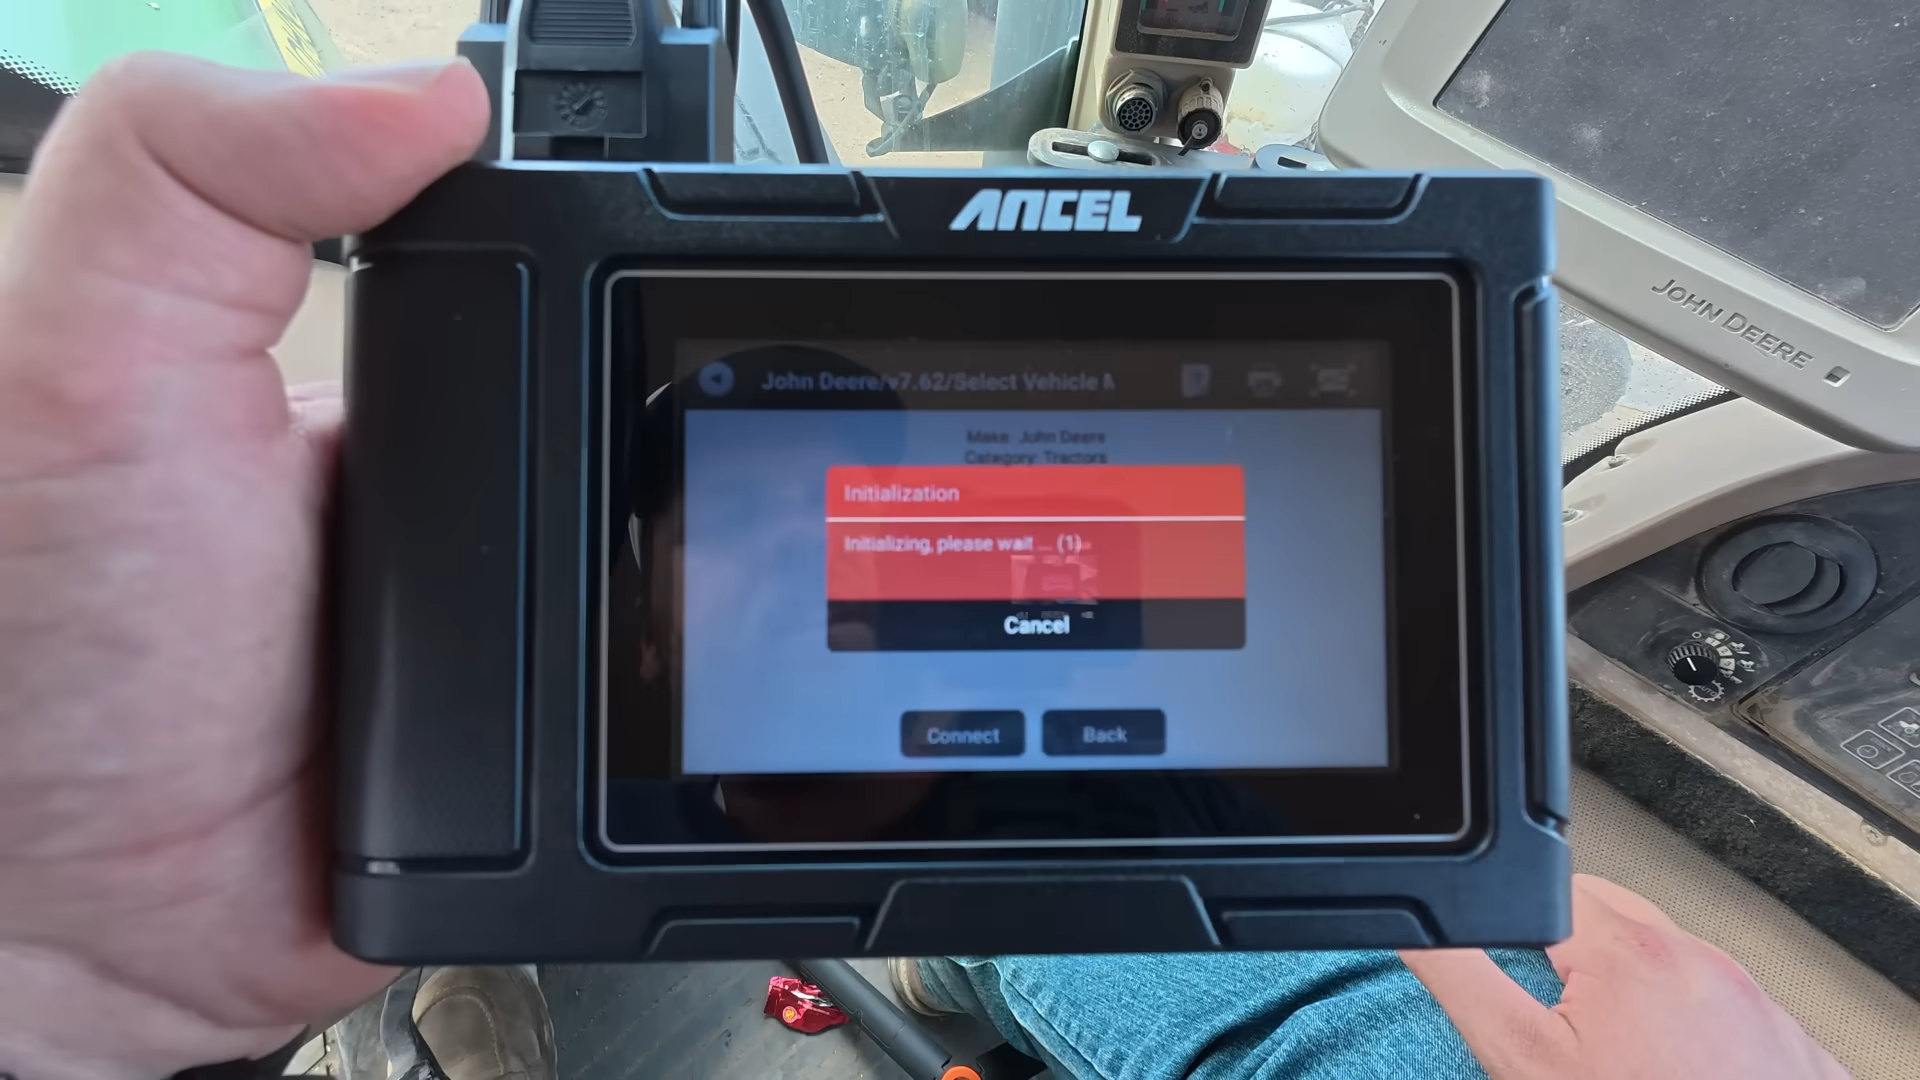 ANCEL
John Deere/v7.62/Select Vehicle M
Make: John Deere
Category: Tractors
Initialization
Initializing, please wait ... (1)
Cancel
Connect
Back
JOHN DEERE
AUTO